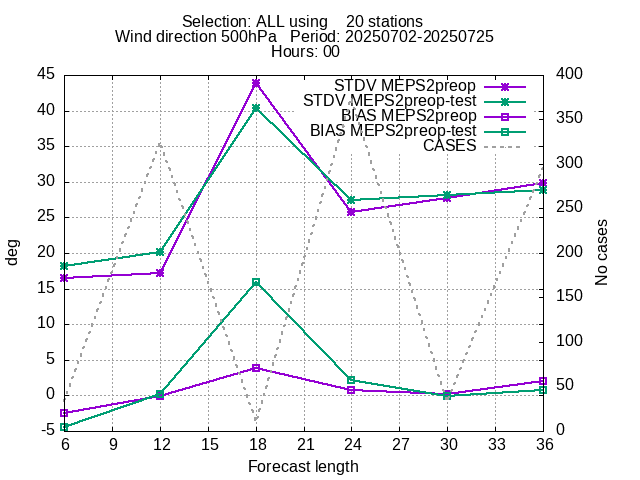 Selection: ALL using 20 stations
Wind direction 500hPa Period: 20250702-20250725
Hours: 00
STDV MEPS2preop
STDV MEPS2preop-test
BIAS MEPS2preop
BIAS MEPS2preop-test
CASES
deg
45
40
35
30
25
20
15
10
5
0
-5
No cases
400
350
300
250
200
150
100
50
0
6 9 12 15 18 21 24 27 30 33 36
Forecast length